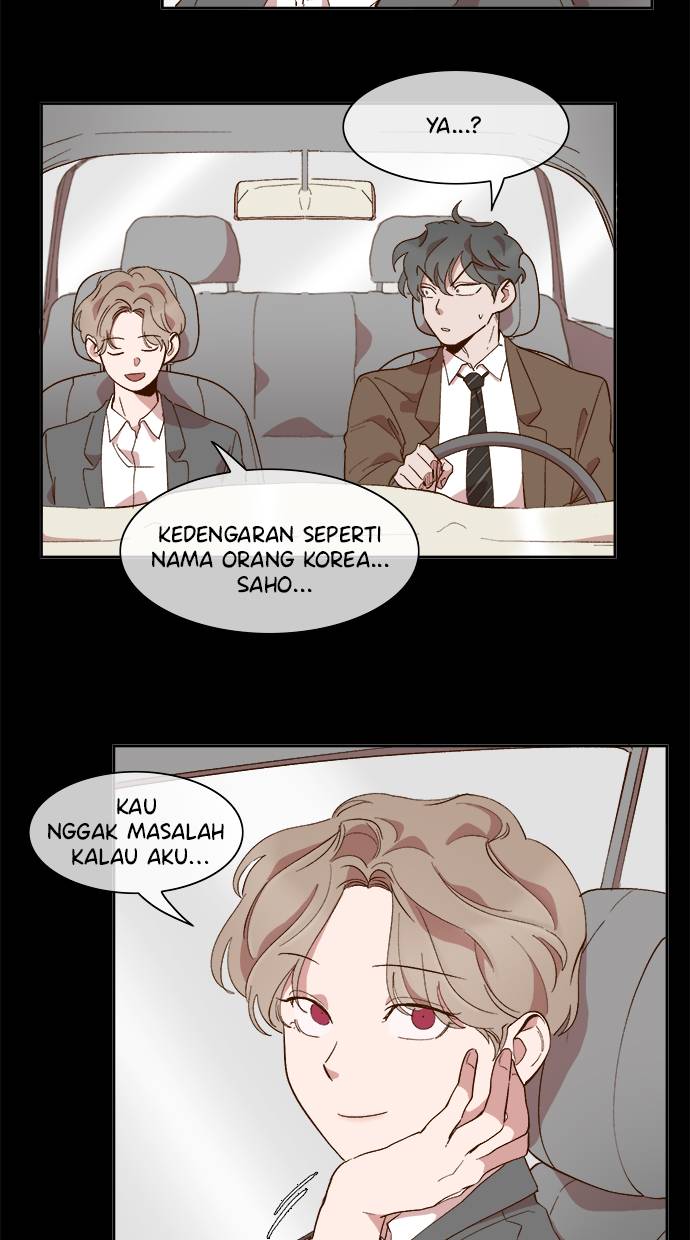 YA...?
KEDENGARAN SEPERTI
NAMA ORANG KOREA...
SAHO...
KAU
NGGAK MASALAH
KALAU AKU...